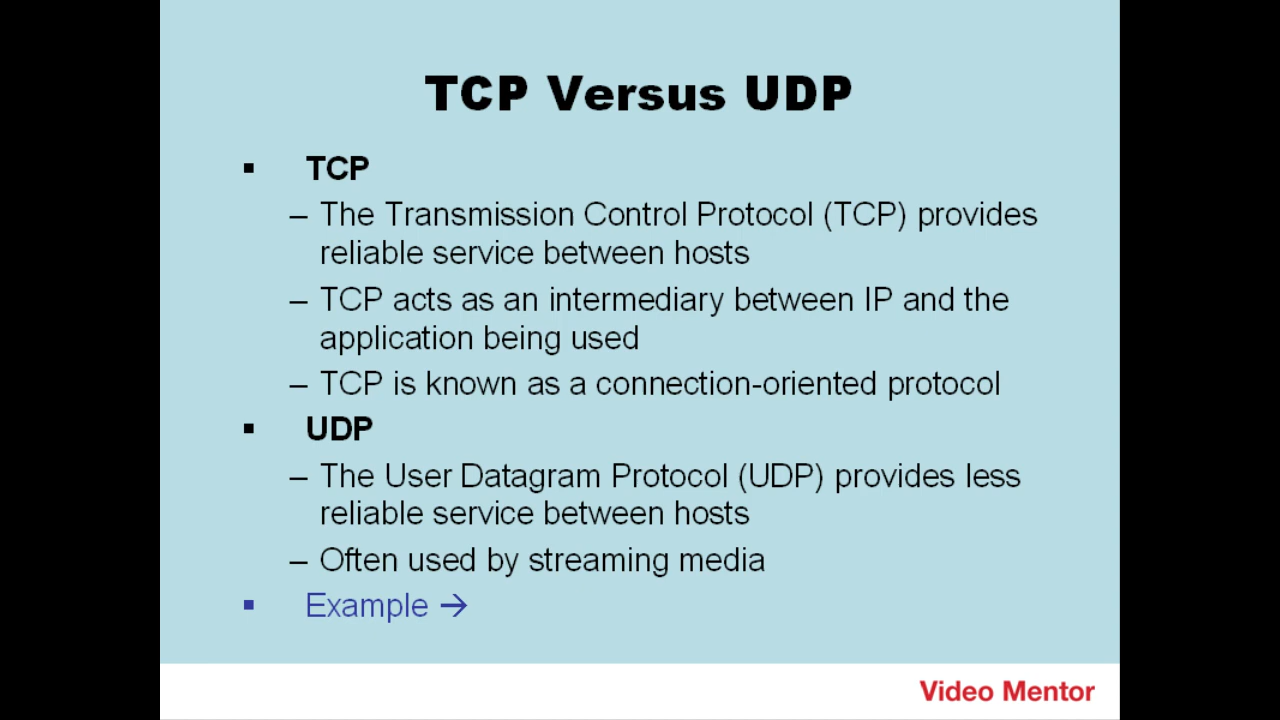 TCP Versus UDP
▪ TCP
– The Transmission Control Protocol (TCP) provides
reliable service between hosts
– TCP acts as an intermediary between IP and the
application being used
– TCP is known as a connection-oriented protocol
▪ UDP
– The User Datagram Protocol (UDP) provides less
reliable service between hosts
– Often used by streaming media
▪ Example →
Video Mentor